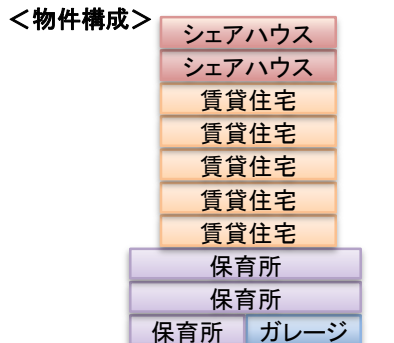 ＜物件構成＞
シェアハウス
シェアハウス
賃貸住宅
賃貸住宅
賃貸住宅
賃貸住宅
賃貸住宅
保育所
保育所
保育所 ガレージ